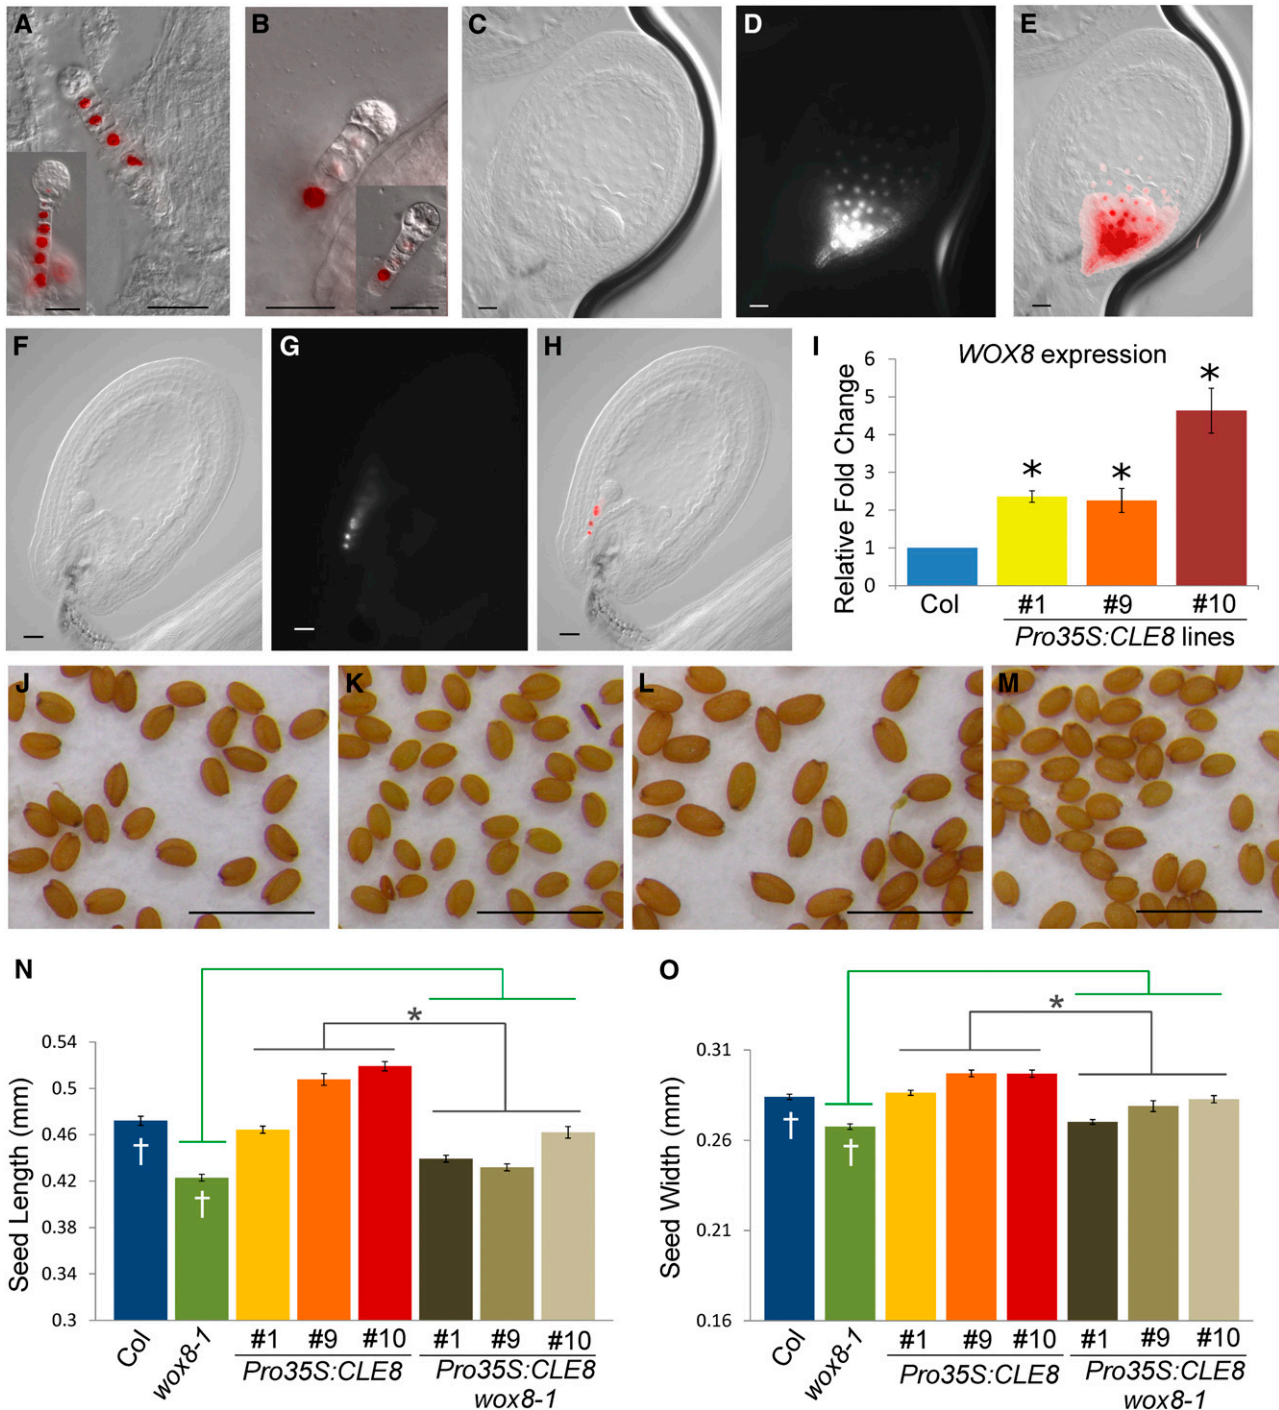 A
B
C
D
E
F
G
H
I
WOX8 expression
Relative Fold Change
6
5
4
3
2
1
0
*
*
*
Col
#1
#9
#10
Pro35S:CLE8 lines
J
K
L
M
N
*
Seed Length (mm)
0.54
0.5
0.46
0.42
0.38
0.34
0.3
†
†
Col
wox8-1
#1
#9
#10
Pro35S:CLE8
#1
#9
#10
Pro35S:CLE8
wox8-1
O
*
Seed Width (mm)
0.31
0.26
0.21
0.16
†
†
Col
wox8-1
#1
#9
#10
Pro35S:CLE8
#1
#9
#10
Pro35S:CLE8
wox8-1